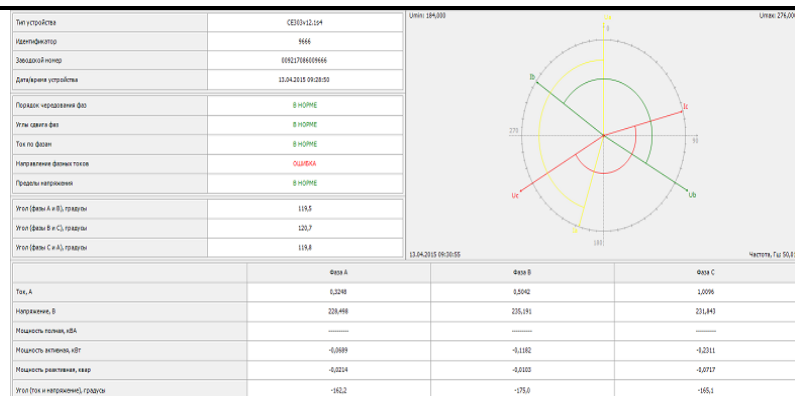 Тип устройства CE303v12.1s4
Идентификатор 9666
Заводской номер 009217086009666
Дата/время устройства 13.04.2015 09:28:50
Порядок чередования фаз В НОРМЕ
Углы сдвига фаз В НОРМЕ
Ток по фазам В НОРМЕ
Направление фазных токов ОШИБКА
Пределы напряжения В НОРМЕ
Угол (фазы А и В), градусы 119,5
Угол (фазы В и С), градусы 120,7
Угол (фазы С и А), градусы 119,8
Umin: 184,000 Umax: 276,000
0
Ib
Ic
270
90
Uc
Ub
180
13.04.2015 09:30:55 Частота, Гц 50,01
Фаза А Фаза В Фаза С
Ток, А 0,3248 0,5042 1,0096
Напряжение, В 228,498 235,191 231,843
Мощность полная, кВА ---------- ---------- ----------
Мощность активная, кВт -0,0689 -0,1182 -0,2311
Мощность реактивная, квар -0,0214 -0,0103 -0,0717
Угол (ток и напряжение), градусы -162,2 -175,0 -165,1